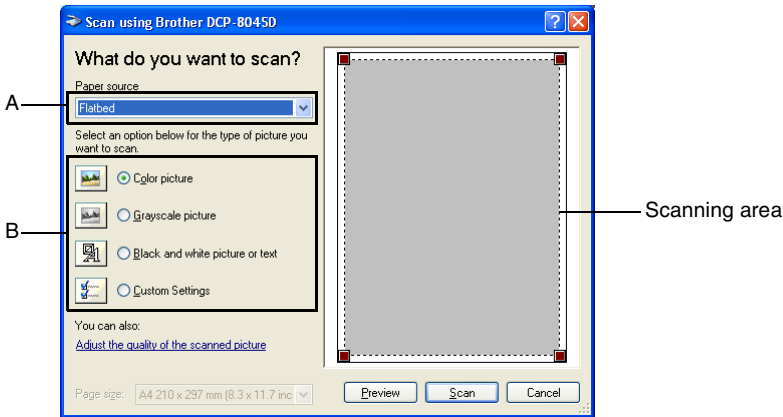 Scan using Brother DCP-8045D
What do you want to scan?
Paper source
A
Flatbed
Select an option below for the type of picture you
want to scan.
B
Color picture
Grayscale picture
Black and white picture or text
Custom Settings
You can also:
Adjust the quality of the scanned picture
Page size: A4 210 x 297 mm (8.3 x 11.7 inc
Preview
Scan
Cancel
Scanning area